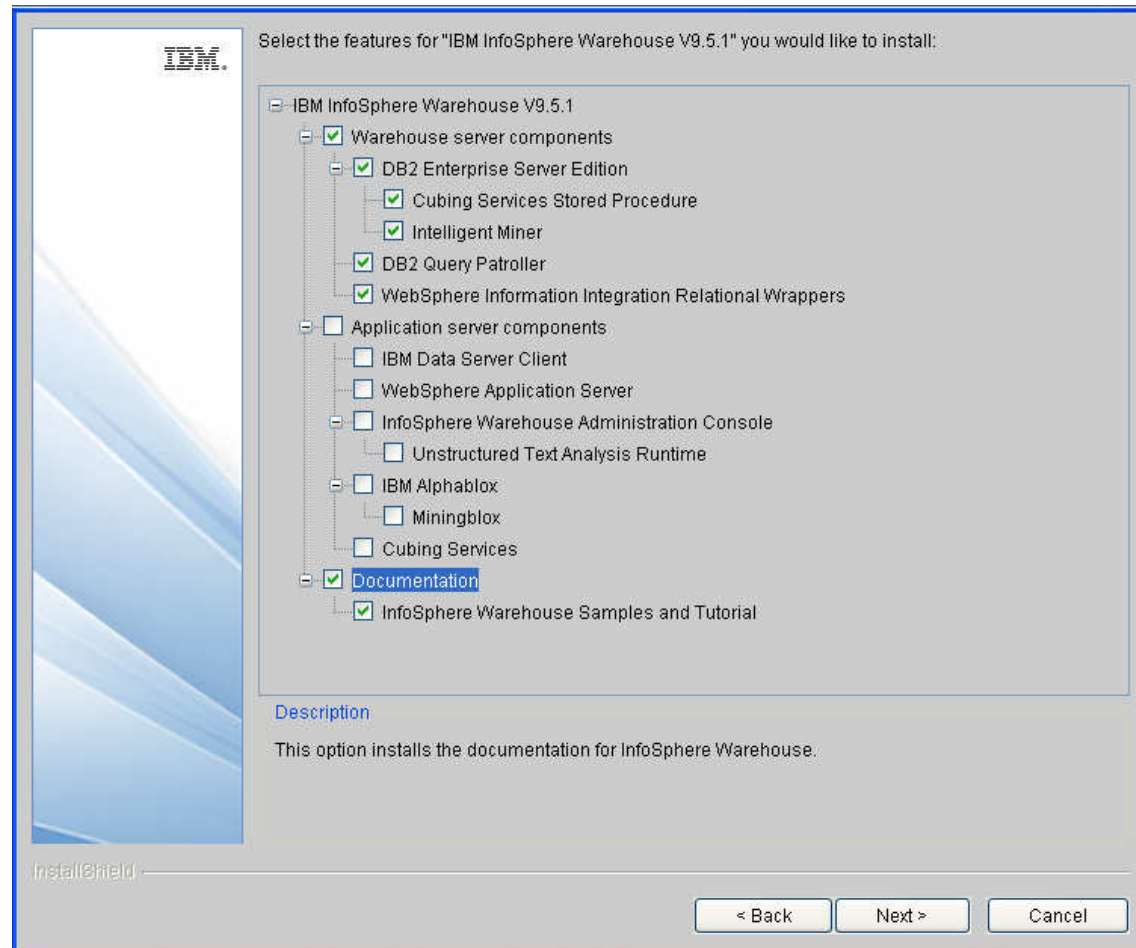 IBM.
Select the features for "IBM InfoSphere Warehouse V9.5.1" you would like to install:
IBM InfoSphere Warehouse V9.5.1
Warehouse server components
DB2 Enterprise Server Edition
Cubing Services Stored Procedure
Intelligent Miner
DB2 Query Patroller
WebSphere Information Integration Relational Wrappers
Application server components
IBM Data Server Client
WebSphere Application Server
InfoSphere Warehouse Administration Console
Unstructured Text Analysis Runtime
IBM Alphablox
Miningblox
Cubing Services
Documentation
InfoSphere Warehouse Samples and Tutorial
Description
This option installs the documentation for InfoSphere Warehouse.
InstallShield
< Back
Next >
Cancel